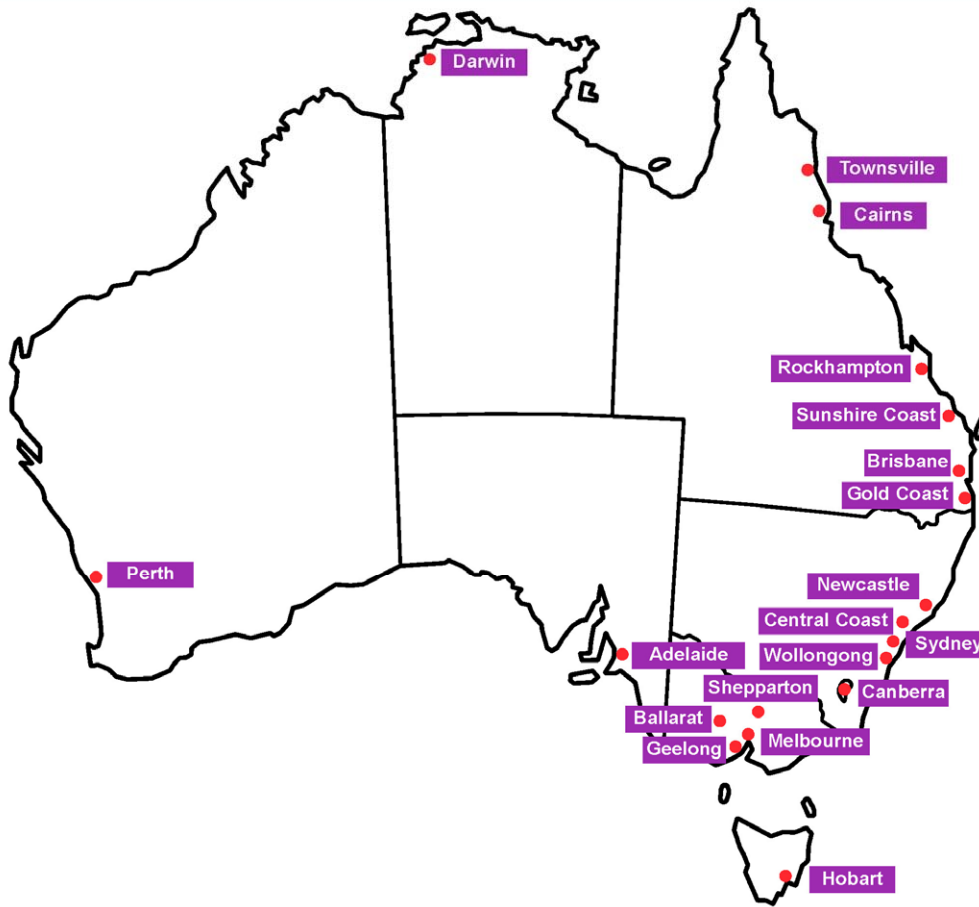 Darwin
Townsville
Cairns
Rockhampton
Sunshire Coast
Brisbane
Gold Coast
Perth
Newcastle
Central Coast
Sydney
Adelaide
Wollongong
Shepparton
Canberra
Ballarat
Melbourne
Geelong
Hobart